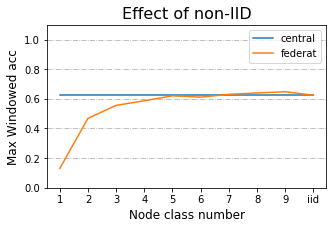 Effect of non-IID
central
federat
1.0
0.8
0.6
0.4
0.2
0.0
Max Windowed acc
1 2 3 4 5 6 7 8 9 iid
Node class number